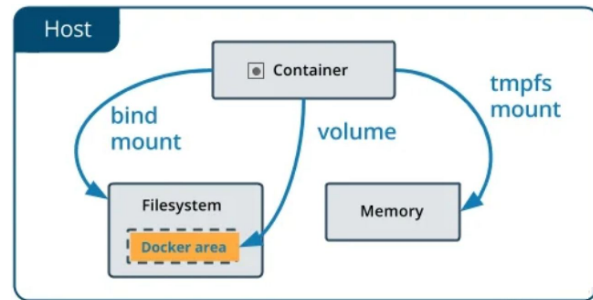 Host
Container
bind
mount
volume
tmpfs
mount
Filesystem
Docker area
Memory